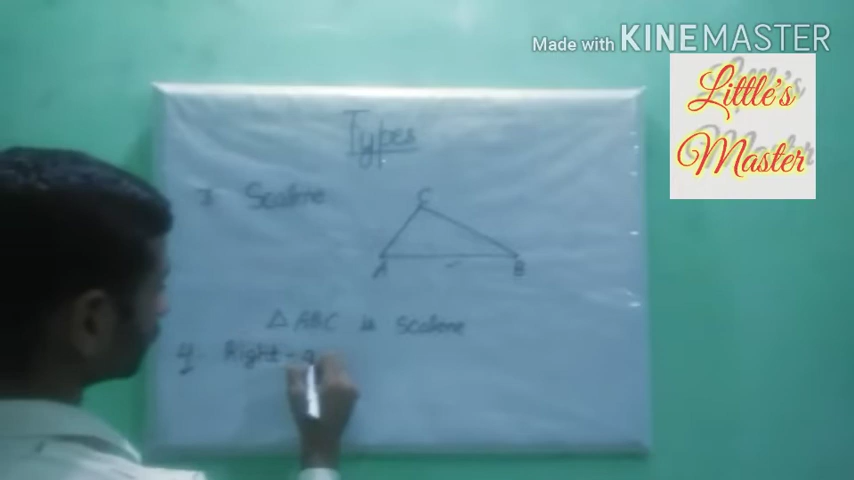 Made with KINEMASTER
Little's
Master
Types
3 Scalene
C
A B
△ ABC is scalene
4 Right-a